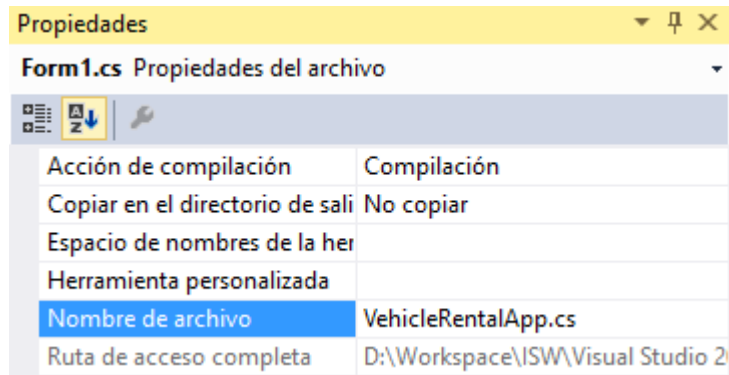 Propiedades
Form1.cs Propiedades del archivo
Acción de compilación Compilación
Copiar en el directorio de sali No copiar
Espacio de nombres de la her
Herramienta personalizada
Nombre de archivo VehicleRentalApp.cs
Ruta de acceso completa D:\Workspace\ISW\Visual Studio 20